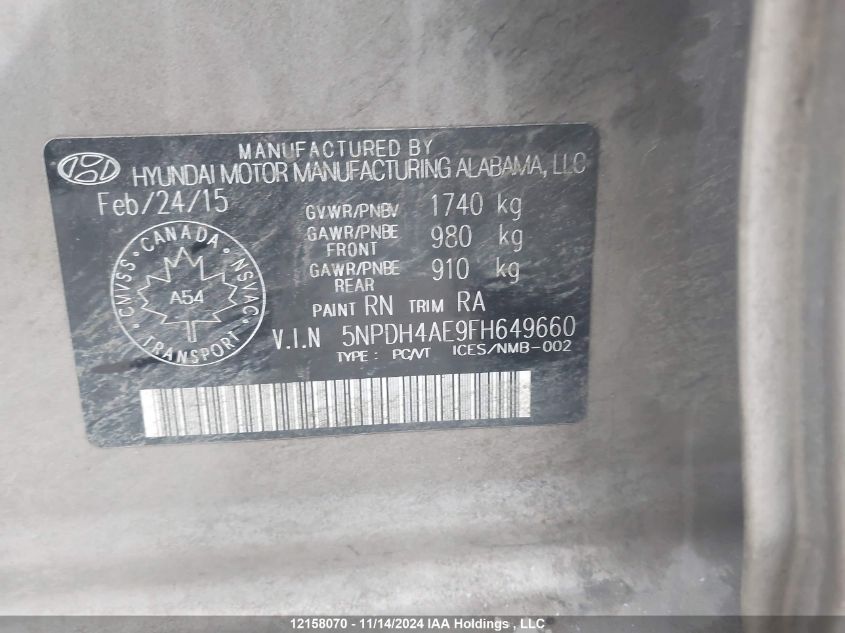 MANUFACTURED BY
HYUNDAI MOTOR MANUFACTURING ALABAMA, LLC
Feb/24/15
GVWR/PNBV 1740 kg
GAWR/PNBE FRONT 980 kg
GAWR/PNBE REAR 910 kg
PAINT RN TRIM RA
V.I.N 5NPDH4AE9FH649660
TYPE : PC/VT ICES/NMB-002
CMVSS • CANADA • NSVAC • TRANSPORT •
A54
12158070 - 11/14/2024 IAA Holdings , LLC